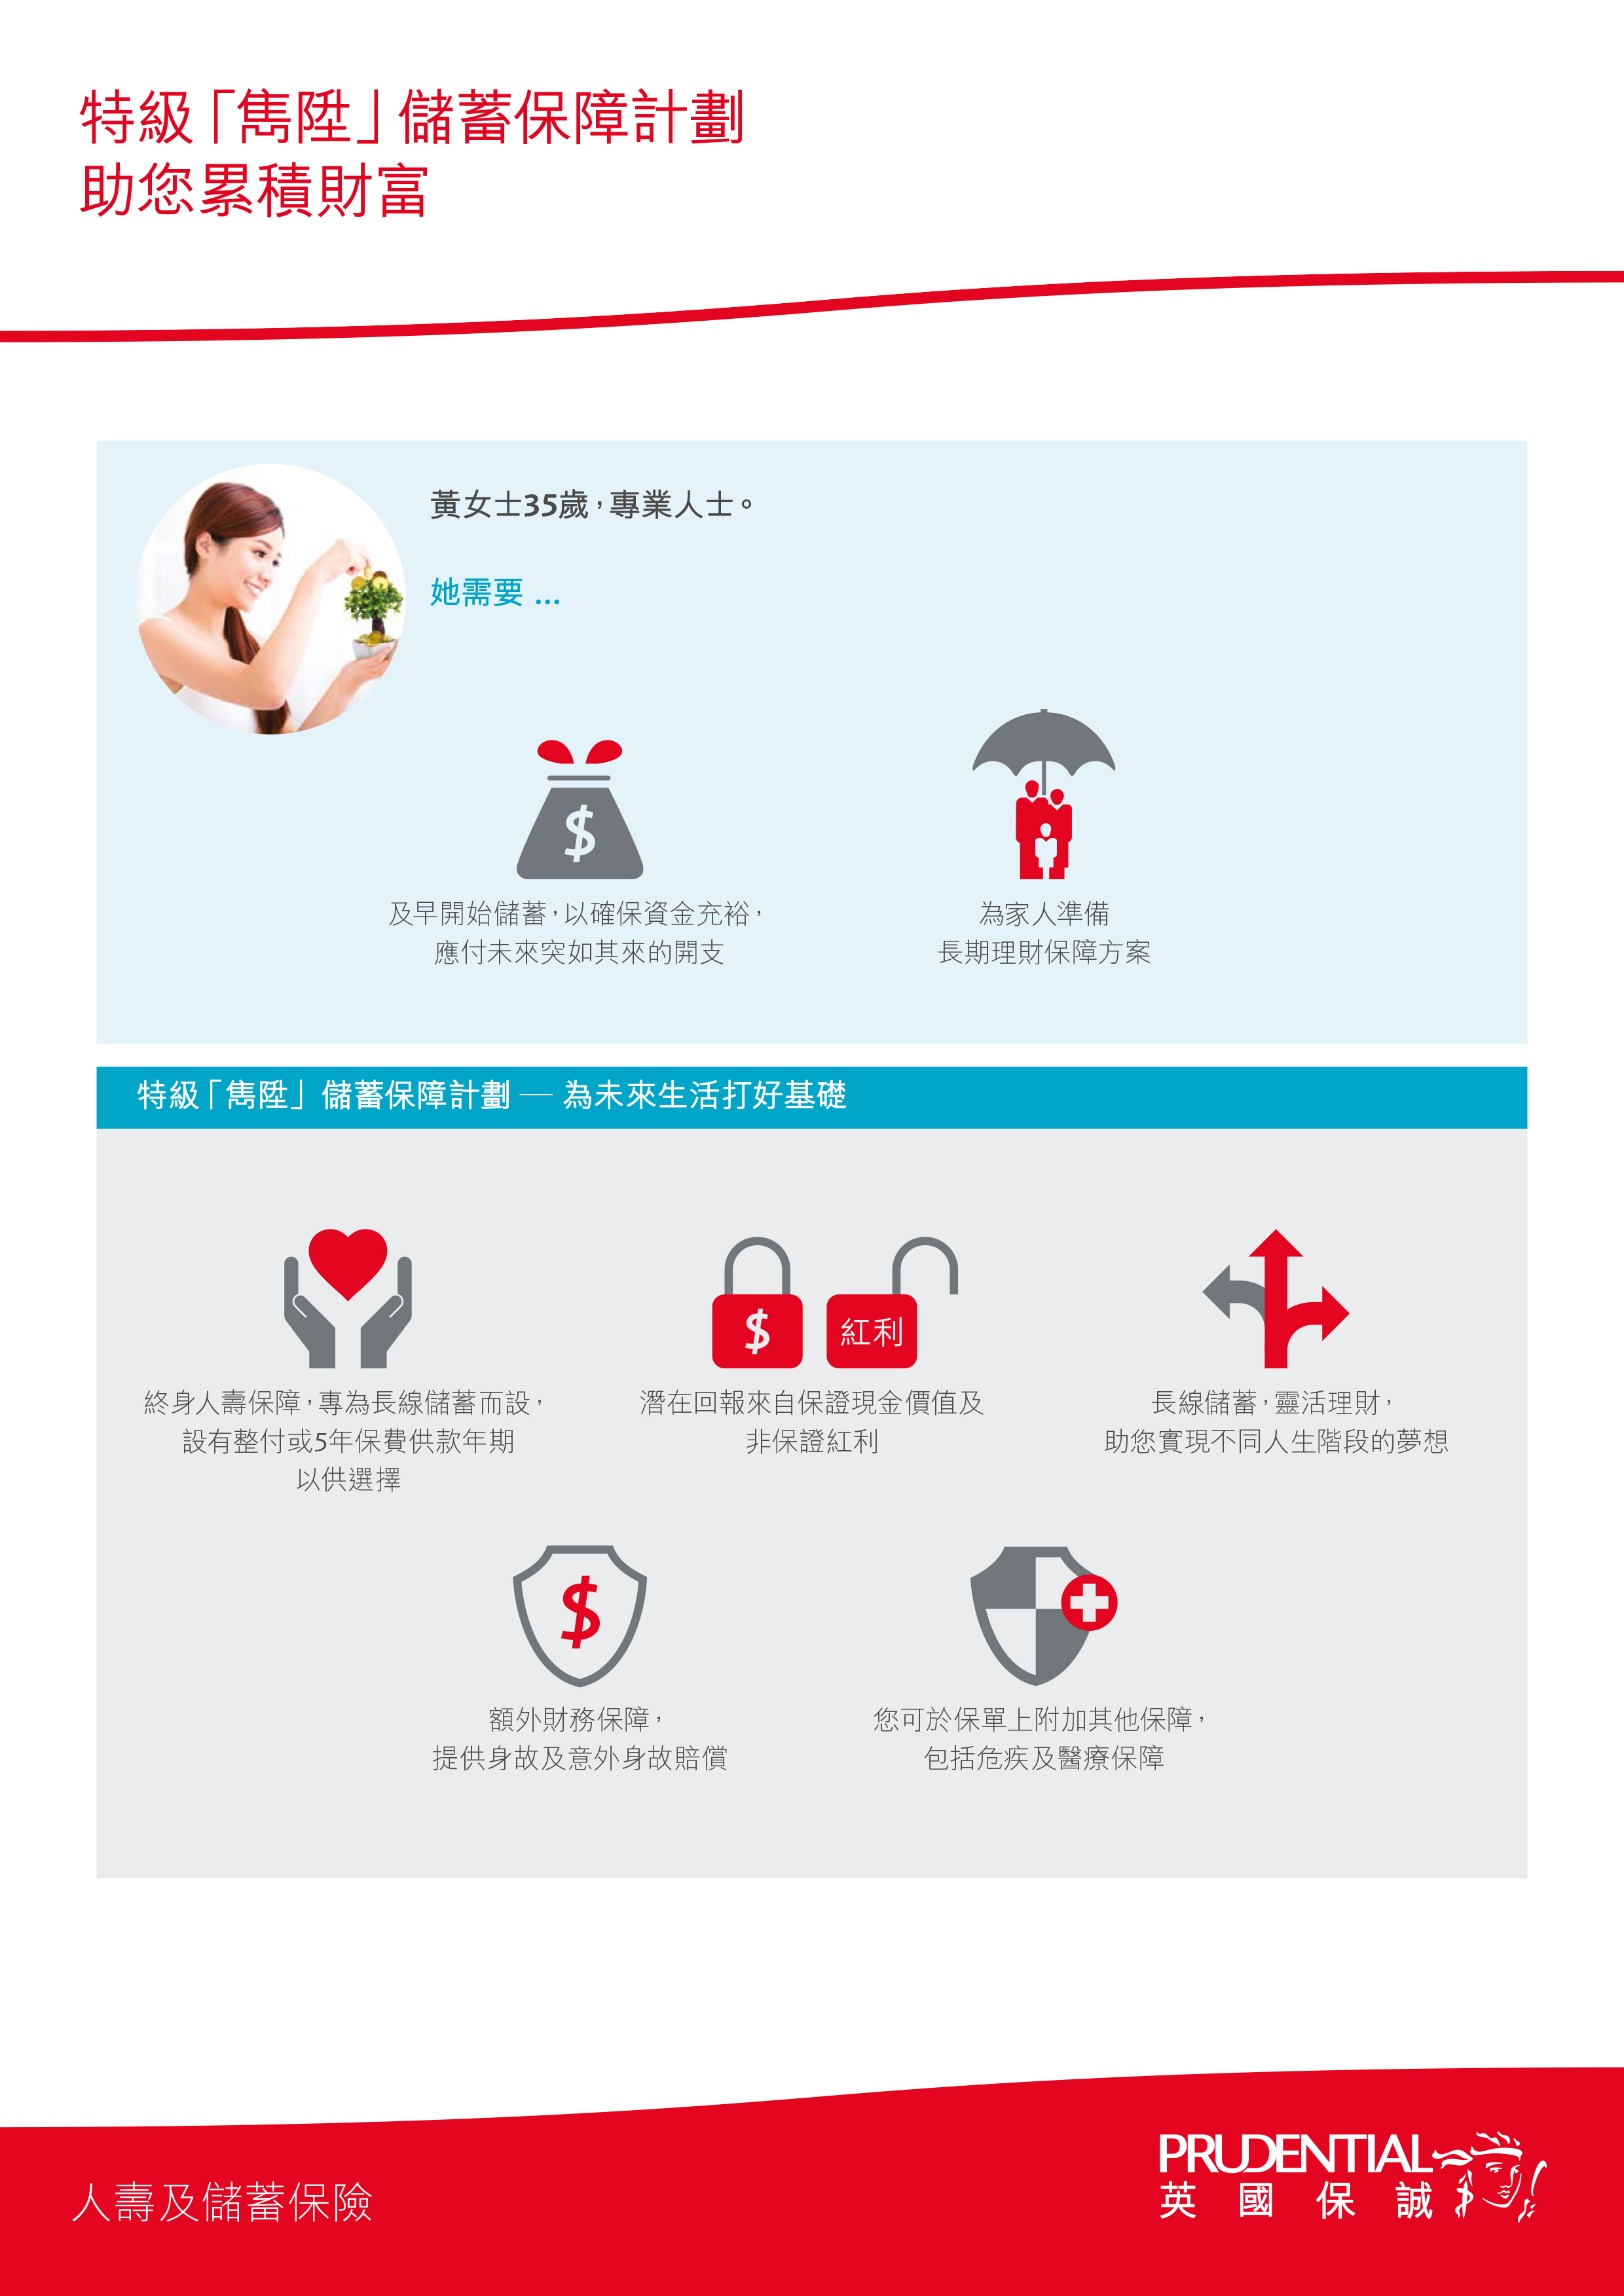 特級「雋陞」儲蓄保障計劃
助您累積財富
黃女士35歲，專業人士。
她需要 ...
$
及早開始儲蓄，以確保資金充裕，
應付未來突如其來的開支
為家人準備
長期理財保障方案
特級「雋陞」儲蓄保障計劃 — 為未來生活打好基礎
終身人壽保障，專為長線儲蓄而設，
設有整付或5年保費供款年期
以供選擇
$ 紅利
潛在回報來自保證現金價值及
非保證紅利
長線儲蓄，靈活理財，
助您實現不同人生階段的夢想
$
額外財務保障，
提供身故及意外身故賠償
您可於保單上附加其他保障，
包括危疾及醫療保障
人壽及儲蓄保險
PRUDENTIAL
英國保誠